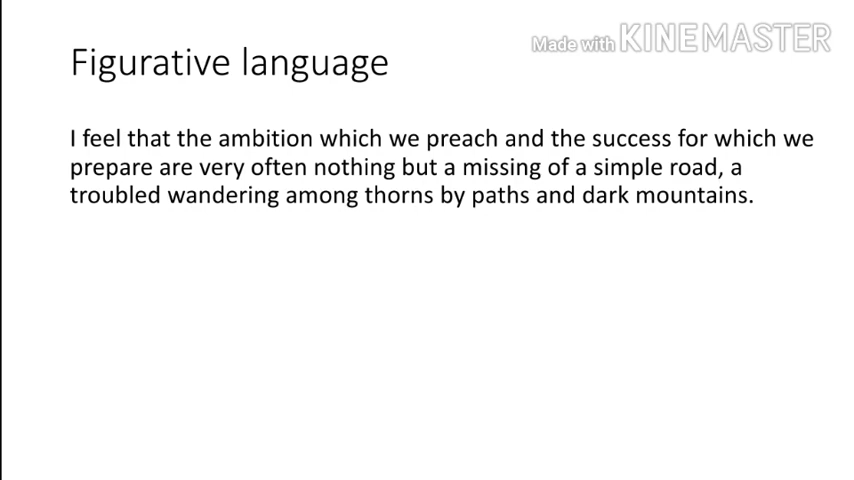 Made with KINEMASTER
Figurative language
I feel that the ambition which we preach and the success for which we
prepare are very often nothing but a missing of a simple road, a
troubled wandering among thorns by paths and dark mountains.